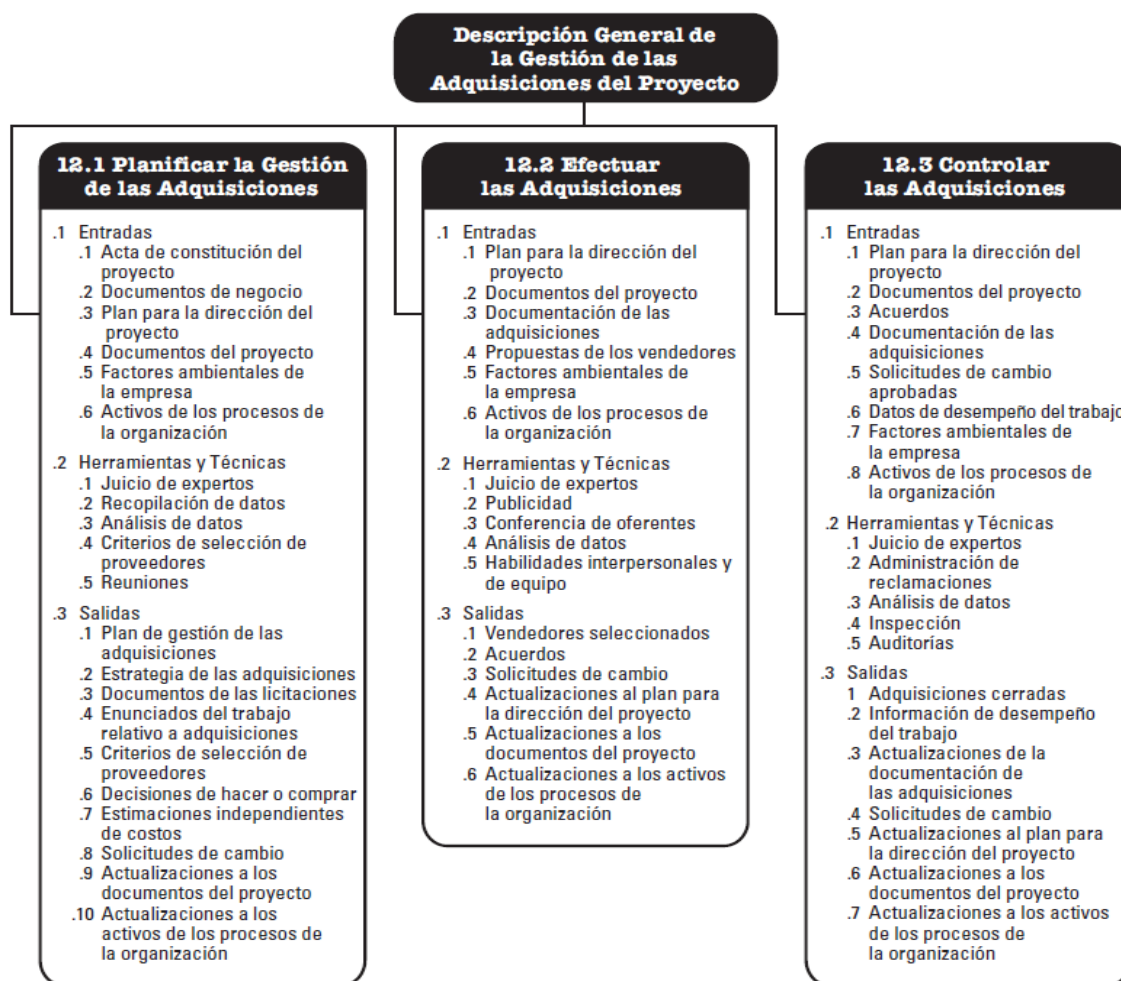 Descripción General de
la Gestión de las
Adquisiciones del Proyecto
12.1 Planificar la Gestión
de las Adquisiciones
.1 Entradas
.1 Acta de constitución del
proyecto
.2 Documentos de negocio
.3 Plan para la dirección del
proyecto
.4 Documentos del proyecto
.5 Factores ambientales de
la empresa
.6 Activos de los procesos de
la organización
.2 Herramientas y Técnicas
.1 Juicio de expertos
.2 Recopilación de datos
.3 Análisis de datos
.4 Criterios de selección de
proveedores
.5 Reuniones
.3 Salidas
.1 Plan de gestión de las
adquisiciones
.2 Estrategia de las adquisiciones
.3 Documentos de las licitaciones
.4 Enunciados del trabajo
relativo a adquisiciones
.5 Criterios de selección de
proveedores
.6 Decisiones de hacer o comprar
.7 Estimaciones independientes
de costos
.8 Solicitudes de cambio
.9 Actualizaciones a los
documentos del proyecto
.10 Actualizaciones a los
activos de los procesos de
la organización
12.2 Efectuar
las Adquisiciones
.1 Entradas
.1 Plan para la dirección del
proyecto
.2 Documentos del proyecto
.3 Documentación de las
adquisiciones
.4 Propuestas de los vendedores
.5 Factores ambientales de
la empresa
.6 Activos de los procesos de
la organización
.2 Herramientas y Técnicas
.1 Juicio de expertos
.2 Publicidad
.3 Conferencia de oferentes
.4 Análisis de datos
.5 Habilidades interpersonales y
de equipo
.3 Salidas
.1 Vendedores seleccionados
.2 Acuerdos
.3 Solicitudes de cambio
.4 Actualizaciones al plan para
la dirección del proyecto
.5 Actualizaciones a los
documentos del proyecto
.6 Actualizaciones a los activos
de los procesos de
la organización
12.3 Controlar
las Adquisiciones
.1 Entradas
.1 Plan para la dirección del
proyecto
.2 Documentos del proyecto
.3 Acuerdos
.4 Documentación de las
adquisiciones
.5 Solicitudes de cambio
aprobadas
.6 Datos de desempeño del trabajo
.7 Factores ambientales de
la empresa
.8 Activos de los procesos de
la organización
.2 Herramientas y Técnicas
.1 Juicio de expertos
.2 Administración de
reclamaciones
.3 Análisis de datos
.4 Inspección
.5 Auditorías
.3 Salidas
1 Adquisiciones cerradas
.2 Información de desempeño
del trabajo
.3 Actualizaciones de la
documentación de
las adquisiciones
.4 Solicitudes de cambio
.5 Actualizaciones al plan para
la dirección del proyecto
.6 Actualizaciones a los
documentos del proyecto
.7 Actualizaciones a los activos
de los procesos de
la organización